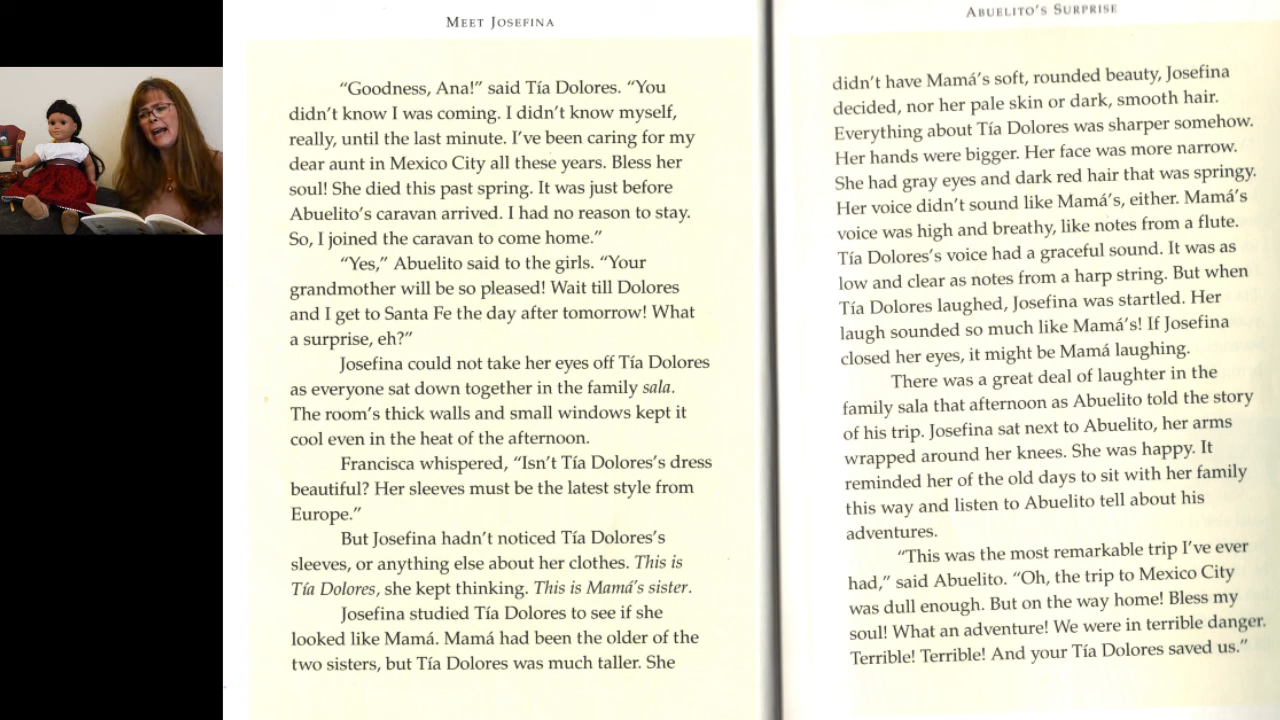 MEET JOSEFINA
“Goodness, Ana!” said Tía Dolores. “You
didn’t know I was coming. I didn’t know myself,
really, until the last minute. I’ve been caring for my
dear aunt in Mexico City all these years. Bless her
soul! She died this past spring. It was just before
Abuelito’s caravan arrived. I had no reason to stay.
So, I joined the caravan to come home.”
“Yes,” Abuelito said to the girls. “Your
grandmother will be so pleased! Wait till Dolores
and I get to Santa Fe the day after tomorrow! What
a surprise, eh?”
Josefina could not take her eyes off Tía Dolores
as everyone sat down together in the family sala.
The room’s thick walls and small windows kept it
cool even in the heat of the afternoon.
Francisca whispered, “Isn’t Tía Dolores’s dress
beautiful? Her sleeves must be the latest style from
Europe.”
But Josefina hadn’t noticed Tía Dolores’s
sleeves, or anything else about her clothes. This is
Tía Dolores, she kept thinking. This is Mamá’s sister.
Josefina studied Tía Dolores to see if she
looked like Mamá. Mamá had been the older of the
two sisters, but Tía Dolores was much taller. She
ABUELITO’S SURPRISE
didn’t have Mamá’s soft, rounded beauty, Josefina
decided, nor her pale skin or dark, smooth hair.
Everything about Tía Dolores was sharper somehow.
Her hands were bigger. Her face was more narrow.
She had gray eyes and dark red hair that was springy.
Her voice didn’t sound like Mamá’s, either. Mamá’s
voice was high and breathy, like notes from a flute.
Tía Dolores’s voice had a graceful sound. It was as
low and clear as notes from a harp string. But when
Tía Dolores laughed, Josefina was startled. Her
laugh sounded so much like Mamá’s! If Josefina
closed her eyes, it might be Mamá laughing.
There was a great deal of laughter in the
family sala that afternoon as Abuelito told the story
of his trip. Josefina sat next to Abuelito, her arms
wrapped around her knees. She was happy. It
reminded her of the old days to sit with her family
this way and listen to Abuelito tell about his
adventures.
“This was the most remarkable trip I’ve ever
had,” said Abuelito. “Oh, the trip to Mexico City
was dull enough. But on the way home! Bless my
soul! What an adventure! We were in terrible danger.
Terrible! Terrible! And your Tía Dolores saved us.”